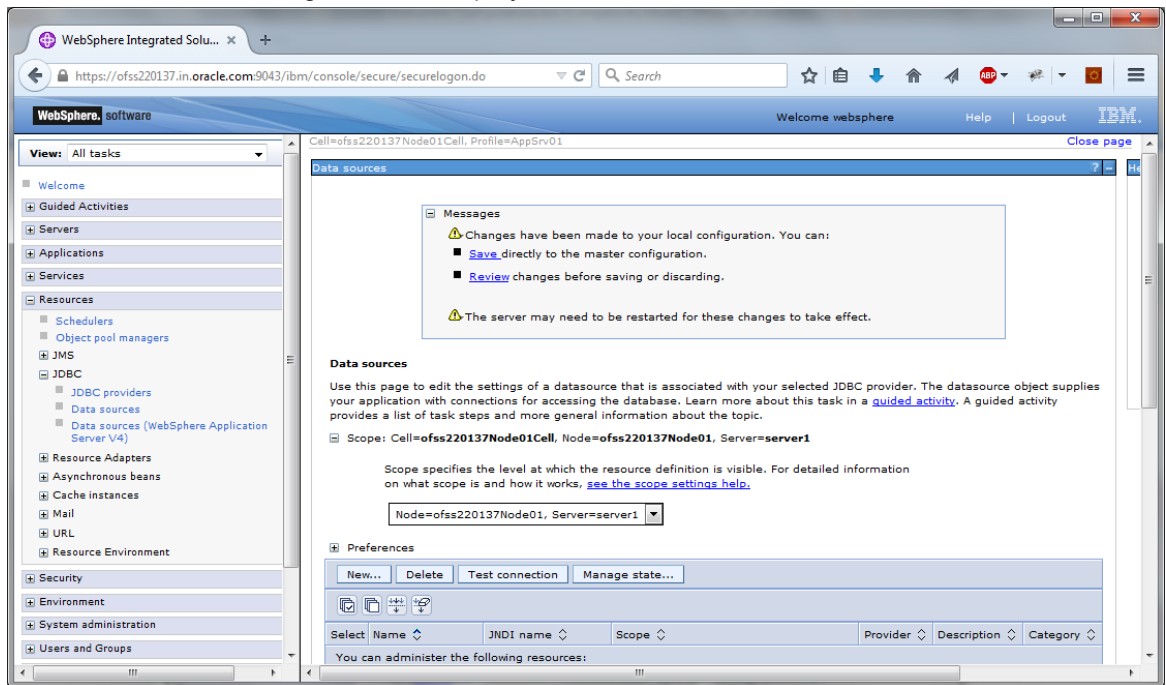 WebSphere Integrated Solu... × +
https://ofss220137.in.oracle.com:9043/ibm/console/secure/securelogon.do
Search
ABP
WebSphere. software
Welcome websphere
Help | Logout
IBM.
View: All tasks
Welcome
Guided Activities
Servers
Applications
Services
Resources
Schedulers
Object pool managers
JMS
JDBC
JDBC providers
Data sources
Data sources (WebSphere Application
Server V4)
Resource Adapters
Asynchronous beans
Cache instances
Mail
URL
Resource Environment
Security
Environment
System administration
Users and Groups
Cell=ofss220137Node01Cell, Profile=AppSrv01
Close page
Data sources
? –
Messages
Changes have been made to your local configuration. You can:
Save directly to the master configuration.
Review changes before saving or discarding.
The server may need to be restarted for these changes to take effect.
Data sources
Use this page to edit the settings of a datasource that is associated with your selected JDBC provider. The datasource object supplies
your application with connections for accessing the database. Learn more about this task in a guided activity. A guided activity
provides a list of task steps and more general information about the topic.
Scope: Cell=ofss220137Node01Cell, Node=ofss220137Node01, Server=server1
Scope specifies the level at which the resource definition is visible. For detailed information
on what scope is and how it works, see the scope settings help.
Node=ofss220137Node01, Server=server1
Preferences
New... Delete Test connection Manage state...
Select Name JNDI name Scope Provider Description Category
You can administer the following resources: